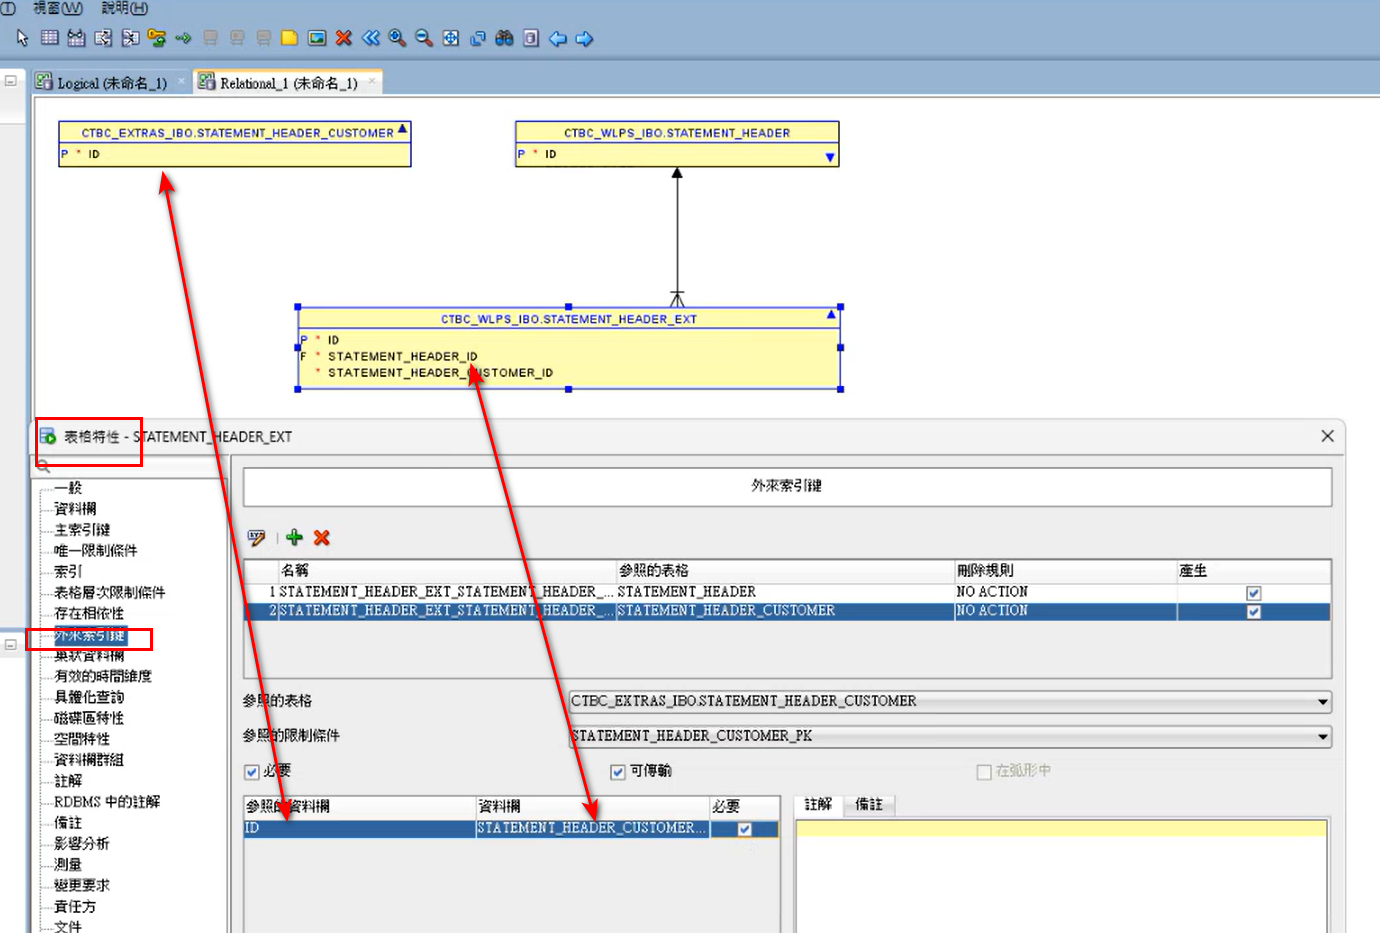 (T) 視窗(W) 說明(H)
Logical (未命名_1)
Relational_1 (未命名_1)
CTBC_EXTRAS_IBO.STATEMENT_HEADER_CUSTOMER
P * ID
CTBC_WLPS_IBO.STATEMENT_HEADER
P * ID
CTBC_WLPS_IBO.STATEMENT_HEADER_EXT
P * ID
F * STATEMENT_HEADER_ID
* STATEMENT_HEADER_CUSTOMER_ID
表格特性 - STATEMENT_HEADER_EXT
一般
資料欄
主索引鍵
唯一限制條件
索引
表格層次限制條件
存在相依性
外來索引鍵
巢狀資料欄
有效的時間維度
具體化查詢
磁碟區特性
空間特性
資料欄群組
註解
RDBMS 中的註解
備註
影響分析
測量
變更要求
責任方
文件
外來索引鍵
名稱 參照的表格 刪除規則 產生
1 STATEMENT_HEADER_EXT_STATEMENT_HEADER_... STATEMENT_HEADER NO ACTION
2 STATEMENT_HEADER_EXT_STATEMENT_HEADER_... STATEMENT_HEADER_CUSTOMER NO ACTION
參照的表格 CTBC_EXTRAS_IBO.STATEMENT_HEADER_CUSTOMER
參照的限制條件 STATEMENT_HEADER_CUSTOMER_PK
必要 可傳輸 在弧形中
參照的資料欄 資料欄 必要
ID STATEMENT_HEADER_CUSTOMER...
註解 備註